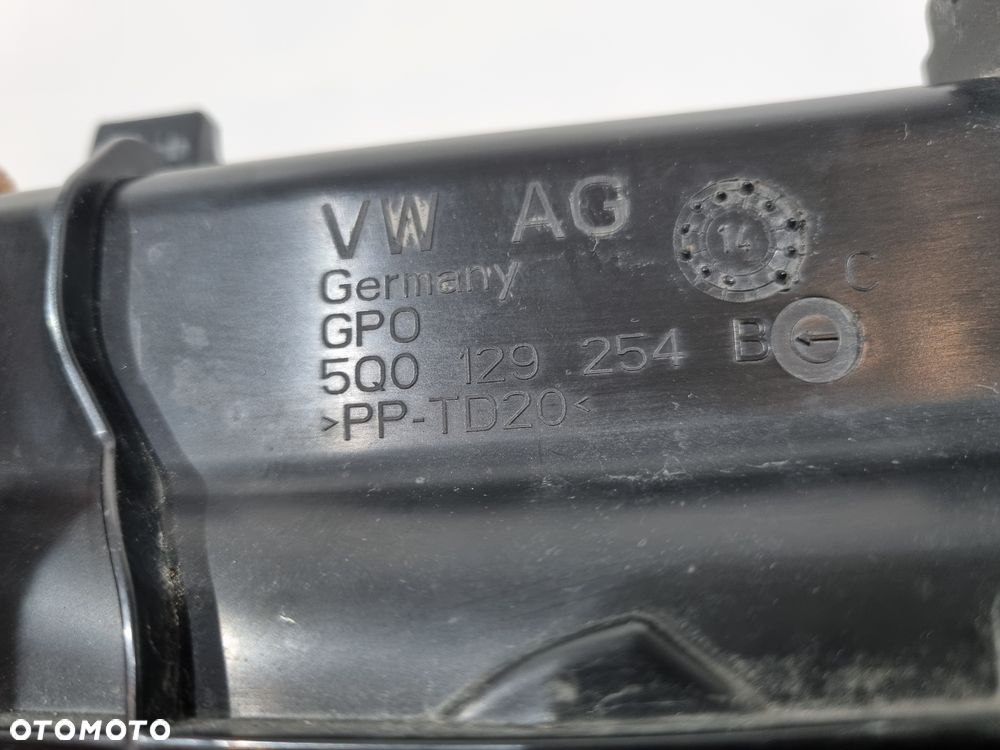 VW AG
14
Germany
C
GPO
5Q0 129 254 B
>PP-TD20<
OTOMOTO